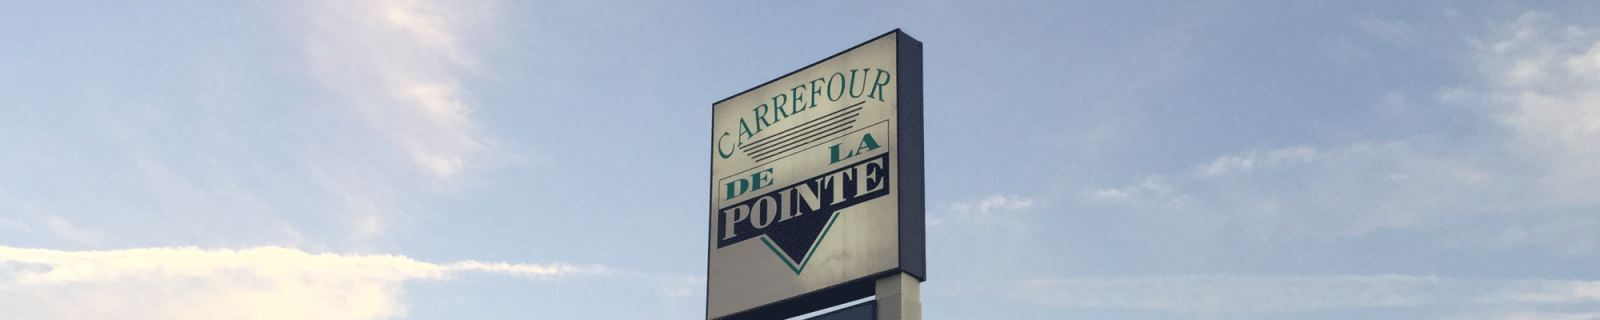 CARREFOUR
DE LA
POINTE